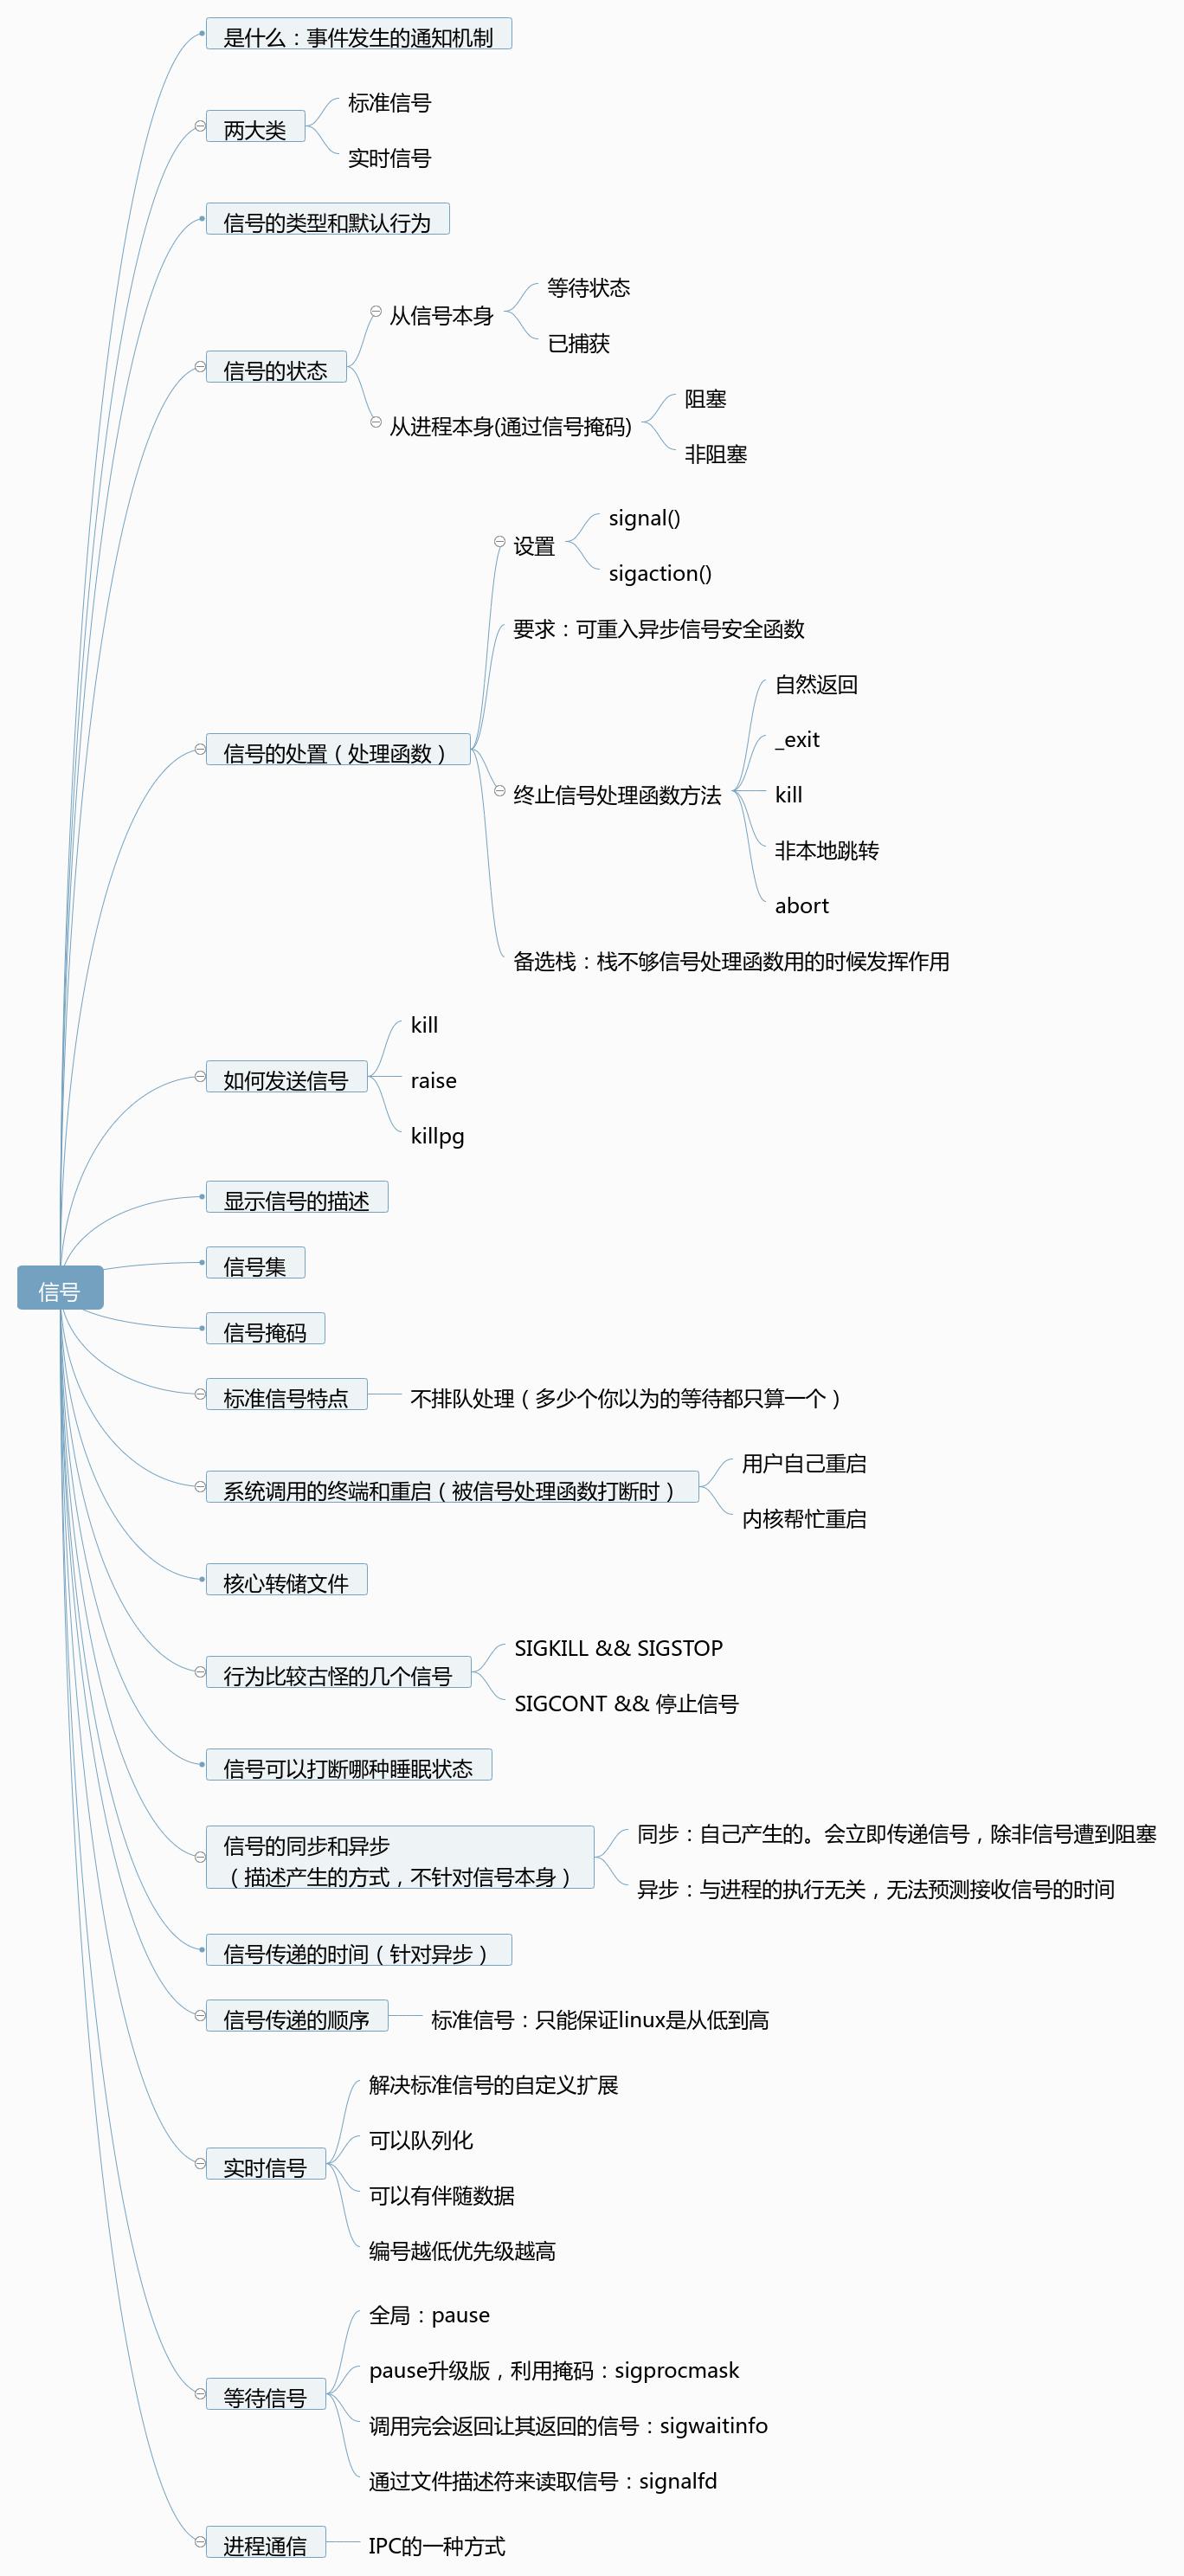 是什么：事件发生的通知机制
两大类
标准信号
实时信号
信号的类型和默认行为
信号的状态
从信号本身
等待状态
已捕获
从进程本身(通过信号掩码)
阻塞
非阻塞
信号的处置（处理函数）
设置
signal()
sigaction()
要求：可重入异步信号安全函数
终止信号处理函数方法
自然返回
_exit
kill
非本地跳转
abort
备选栈：栈不够信号处理函数用的时候发挥作用
如何发送信号
kill
raise
killpg
显示信号的描述
信号集
信号
信号掩码
标准信号特点
不排队处理（多少个你以为的等待都只算一个）
系统调用的终端和重启（被信号处理函数打断时）
用户自己重启
内核帮忙重启
核心转储文件
行为比较古怪的几个信号
SIGKILL && SIGSTOP
SIGCONT && 停止信号
信号可以打断哪种睡眠状态
信号的同步和异步
（描述产生的方式，不针对信号本身）
同步：自己产生的。会立即传递信号，除非信号遭到阻塞
异步：与进程的执行无关，无法预测接收信号的时间
信号传递的时间（针对异步）
信号传递的顺序
标准信号：只能保证linux是从低到高
实时信号
解决标准信号的自定义扩展
可以队列化
可以有伴随数据
编号越低优先级越高
等待信号
全局：pause
pause升级版，利用掩码：sigprocmask
调用完会返回让其返回的信号：sigwaitinfo
通过文件描述符来读取信号：signalfd
进程通信
IPC的一种方式